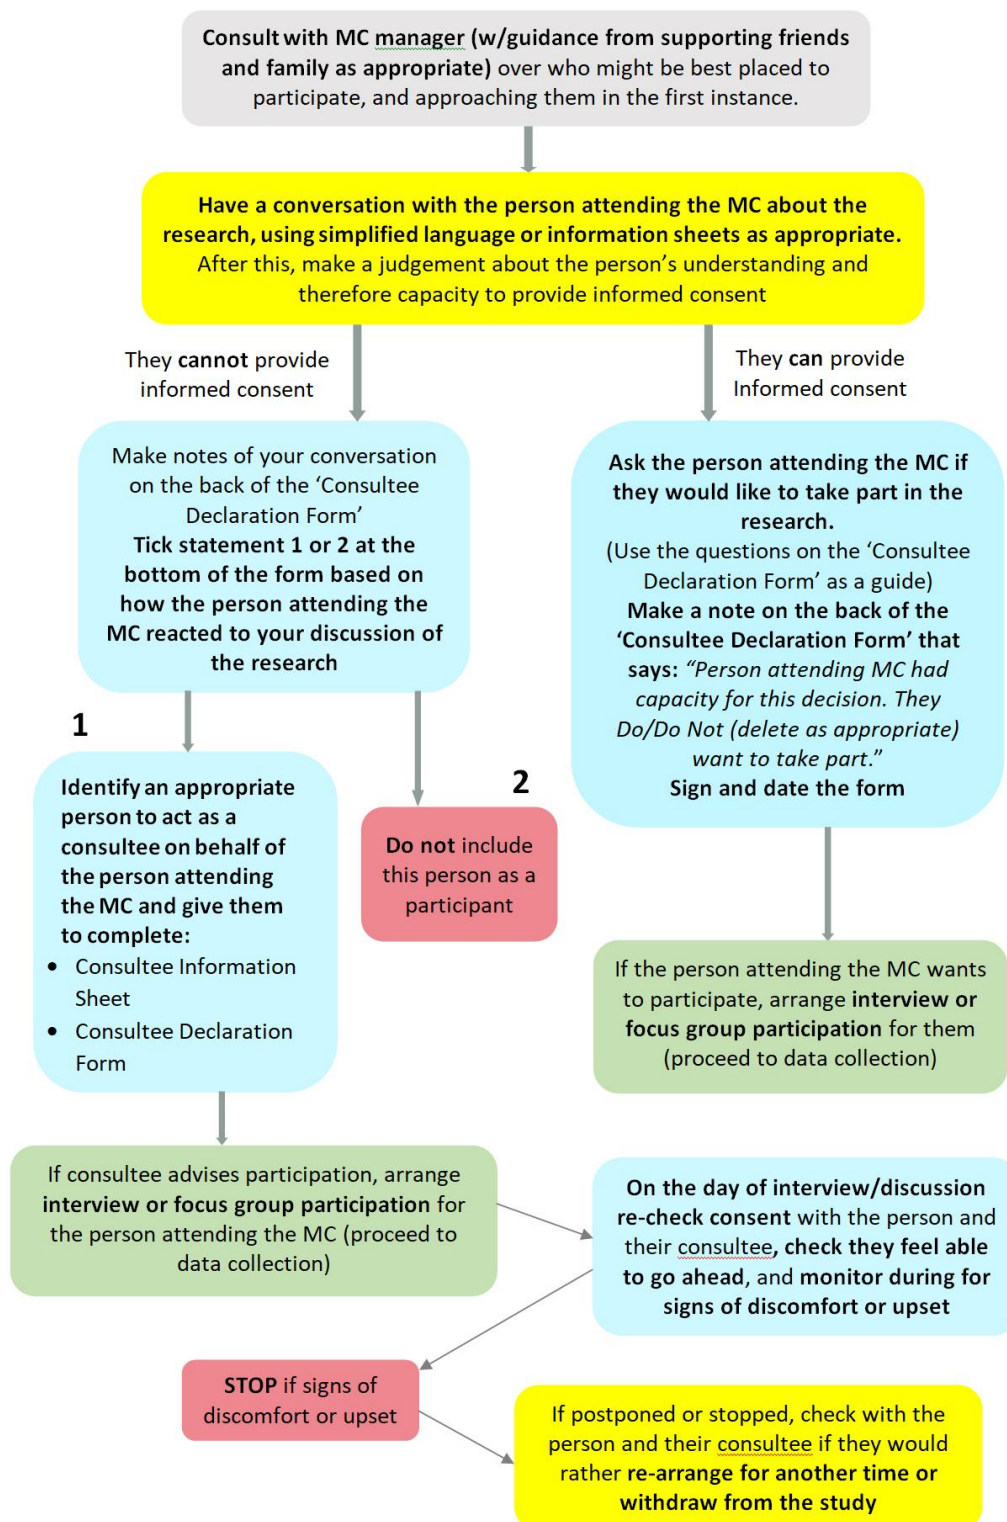 Consult with MC manager (w/guidance from supporting friends
and family as appropriate) over who might be best placed to
participate, and approaching them in the first instance.
Have a conversation with the person attending the MC about the
research, using simplified language or information sheets as appropriate.
After this, make a judgement about the person's understanding and
therefore capacity to provide informed consent
They cannot provide
informed consent
They can provide
Informed consent
Make notes of your conversation
on the back of the 'Consultee
Declaration Form'
Tick statement 1 or 2 at the
bottom of the form based on
how the person attending the
MC reacted to your discussion of
the research
Ask the person attending the MC if
they would like to take part in the
research.
(Use the questions on the 'Consultee
Declaration Form' as a guide)
Make a note on the back of the
'Consultee Declaration Form' that
says: "Person attending MC had
capacity for this decision. They
Do/Do Not (delete as appropriate)
want to take part."
Sign and date the form
1
Identify an appropriate
person to act as a
consultee on behalf of
the person attending
the MC and give them
to complete:
• Consultee Information
Sheet
• Consultee Declaration
Form
2
Do not include
this person as a
participant
If the person attending the MC wants
to participate, arrange interview or
focus group participation for them
(proceed to data collection)
If consultee advises participation, arrange
interview or focus group participation for
the person attending the MC (proceed to
data collection)
On the day of interview/discussion
re-check consent with the person and
their consultee, check they feel able
to go ahead, and monitor during for
signs of discomfort or upset
STOP if signs of
discomfort or upset
If postponed or stopped, check with the
person and their consultee if they would
rather re-arrange for another time or
withdraw from the study